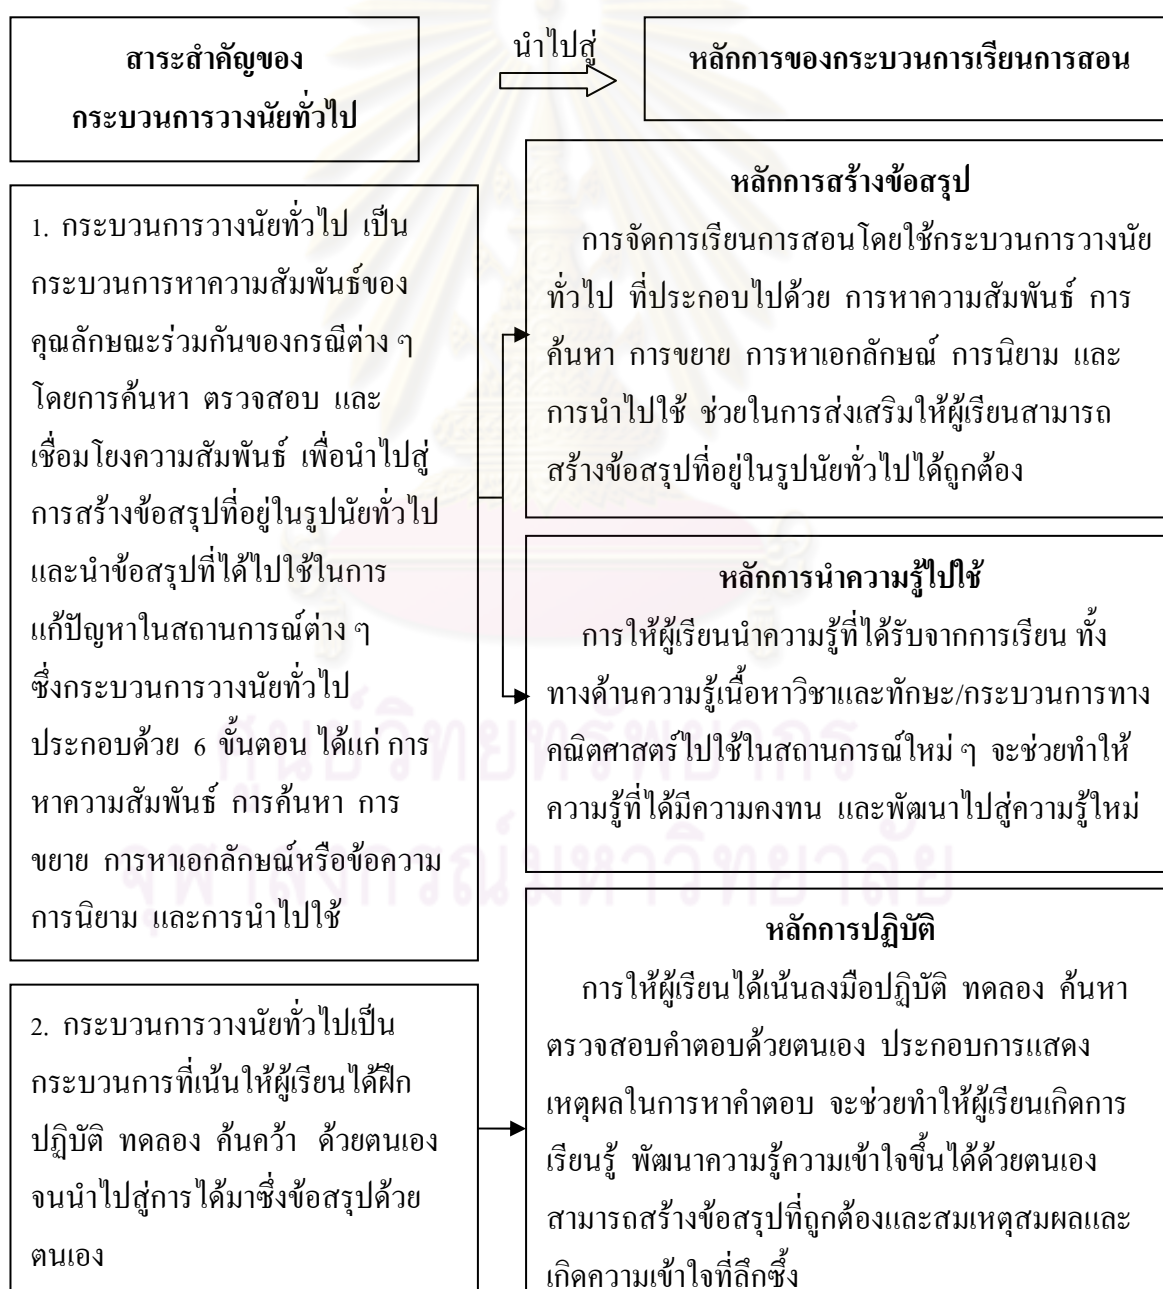 สาระสำคัญของ
กระบวนการวางนัยทั่วไป
นำไปสู่
หลักการของกระบวนการเรียนการสอน
1. กระบวนการวางนัยทั่วไป เป็น
กระบวนการหาความสัมพันธ์ของ
คุณลักษณะร่วมกันของกรณีต่าง ๆ
โดยการค้นหา ตรวจสอบ และ
เชื่อมโยงความสัมพันธ์ เพื่อนำไปสู่
การสร้างข้อสรุปที่อยู่ในรูปนัยทั่วไป
และนำข้อสรุปที่ได้ไปใช้ในการ
แก้ปัญหาในสถานการณ์ต่าง ๆ
ซึ่งกระบวนการวางนัยทั่วไป
ประกอบด้วย 6 ขั้นตอน ได้แก่ การ
หาความสัมพันธ์ การค้นหา การ
ขยาย การหาเอกลักษณ์หรือข้อความ
การนิยาม และการนำไปใช้
หลักการสร้างข้อสรุป
การจัดการเรียนการสอนโดยใช้กระบวนการวางนัย
ทั่วไป ที่ประกอบไปด้วย การหาความสัมพันธ์ การ
ค้นหา การขยาย การหาเอกลักษณ์ การนิยาม และ
การนำไปใช้ ช่วยในการส่งเสริมให้ผู้เรียนสามารถ
สร้างข้อสรุปที่อยู่ในรูปนัยทั่วไปได้ถูกต้อง
หลักการนำความรู้ไปใช้
การให้ผู้เรียนนำความรู้ที่ได้รับจากการเรียน ทั้ง
ทางด้านความรู้เนื้อหาวิชาและทักษะ/กระบวนการทาง
คณิตศาสตร์ไปใช้ในสถานการณ์ใหม่ ๆ จะช่วยทำให้
ความรู้ที่ได้มีความคงทน และพัฒนาไปสู่ความรู้ใหม่
2. กระบวนการวางนัยทั่วไปเป็น
กระบวนการที่เน้นให้ผู้เรียนได้ฝึก
ปฏิบัติ ทดลอง ค้นคว้า ด้วยตนเอง
จนนำไปสู่การได้มาซึ่งข้อสรุปด้วย
ตนเอง
หลักการปฏิบัติ
การให้ผู้เรียนได้เน้นลงมือปฏิบัติ ทดลอง ค้นหา
ตรวจสอบคำตอบด้วยตนเอง ประกอบการแสดง
เหตุผลในการหาคำตอบ จะช่วยทำให้ผู้เรียนเกิดการ
เรียนรู้ พัฒนาความรู้ความเข้าใจขึ้นได้ด้วยตนเอง
สามารถสร้างข้อสรุปที่ถูกต้องและสมเหตุสมผลและ
เกิดความเข้าใจที่ลึกซึ้ง
ศูนย์วิทยทรัพยากร
จุฬาลงกรณ์มหาวิทยาลัย